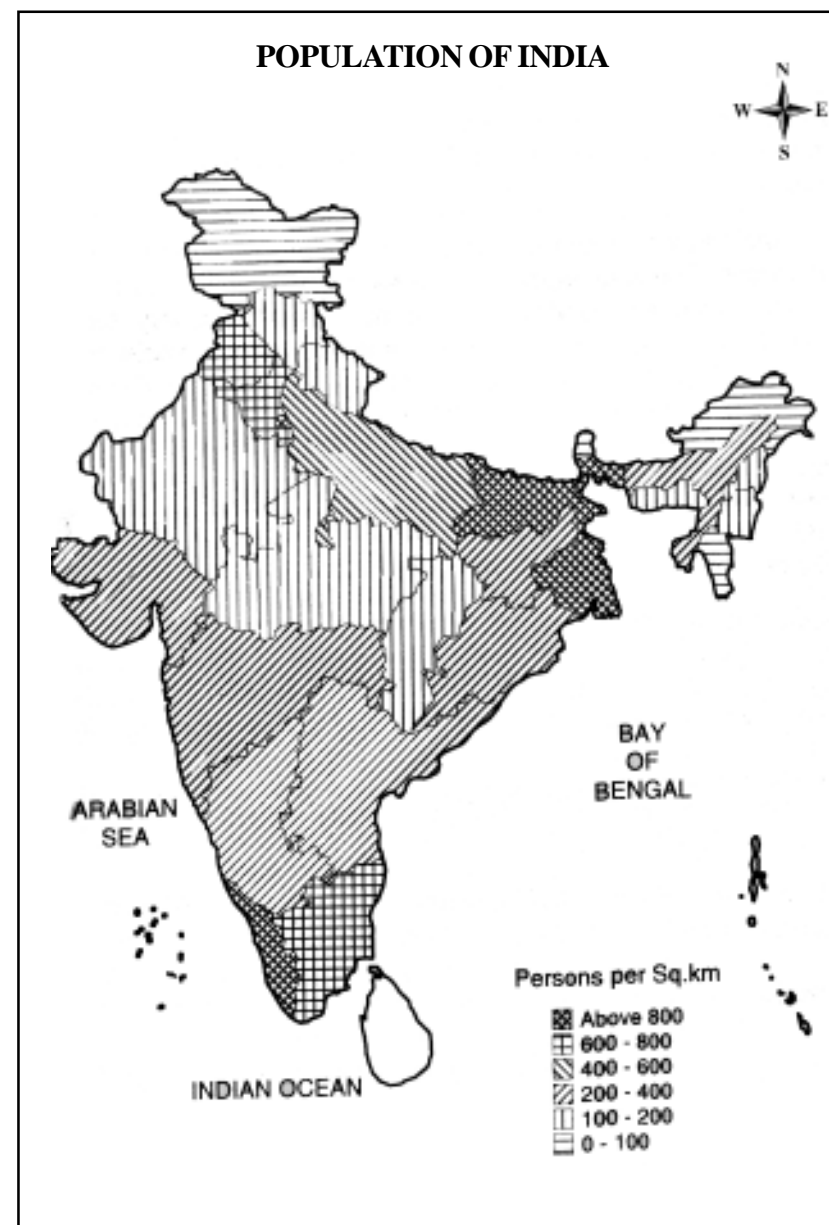 POPULATION OF INDIA
N
W E
S
BAY
OF
BENGAL
ARABIAN
SEA
INDIAN OCEAN
Persons per Sq.km
Above 800
600 - 800
400 - 600
200 - 400
100 - 200
0 - 100